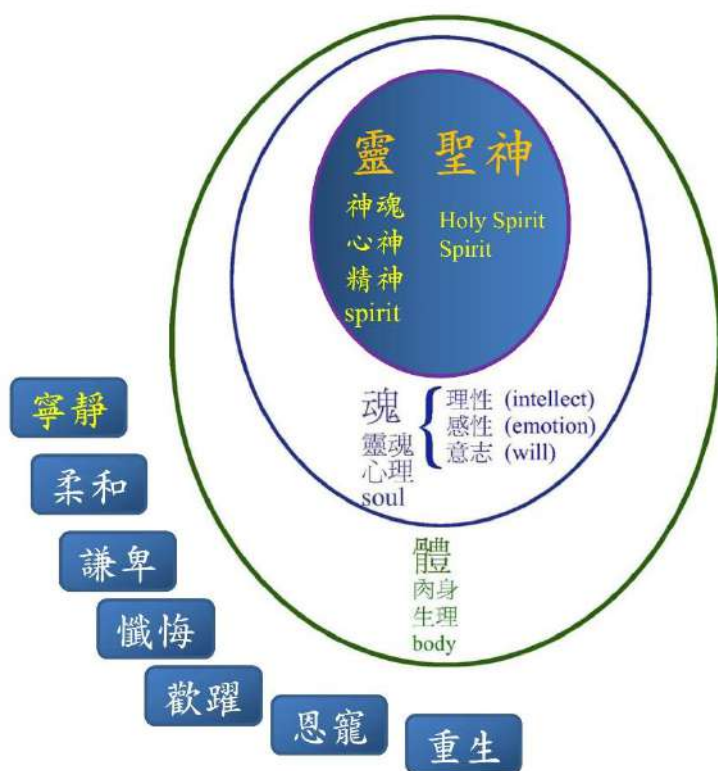 靈 聖神
神魂
心神
精神
spirit
Holy Spirit
Spirit
魂
靈魂
心理
soul
{
理性 (intellect)
感性 (emotion)
意志 (will)
體
肉身
生理
body
寧靜
柔和
謙卑
懺悔
歡躍
恩寵
重生